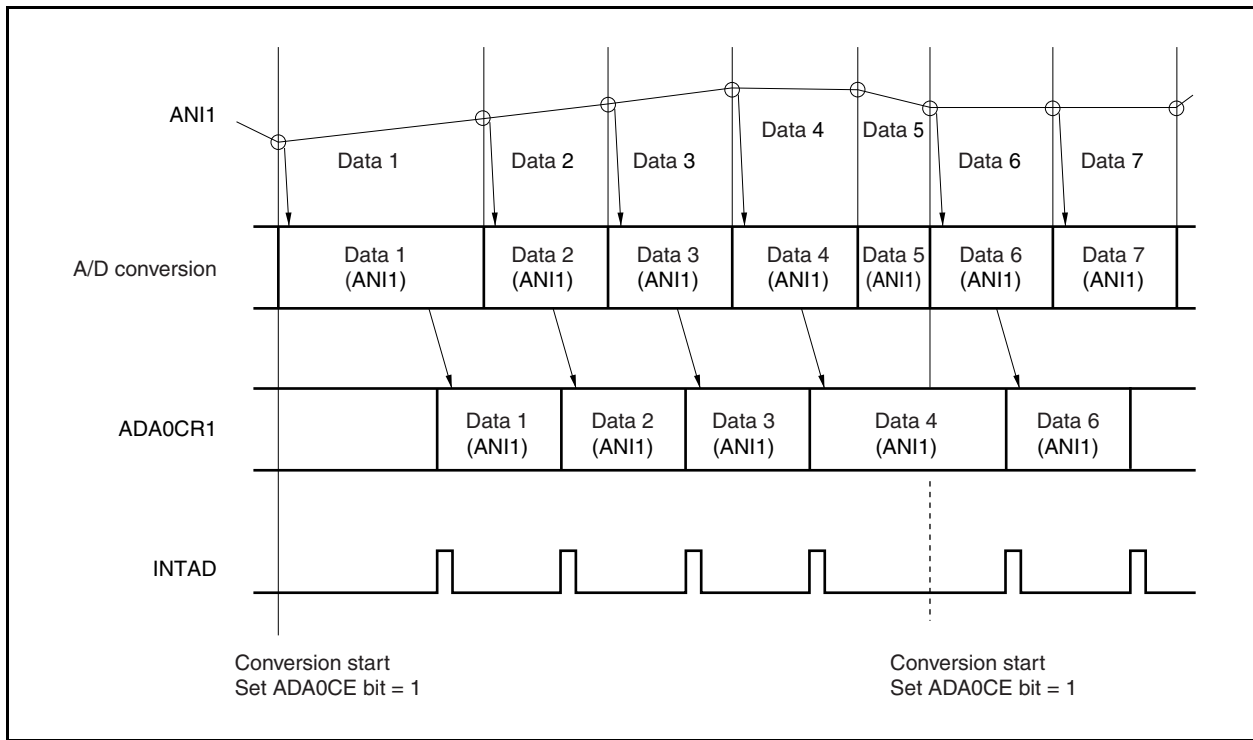 ANI1
Data 1
Data 2
Data 3
Data 4
Data 5
Data 6
Data 7
A/D conversion
Data 1
(ANI1)
Data 2
(ANI1)
Data 3
(ANI1)
Data 4
(ANI1)
Data 5
(ANI1)
Data 6
(ANI1)
Data 7
(ANI1)
ADA0CR1
Data 1
(ANI1)
Data 2
(ANI1)
Data 3
(ANI1)
Data 4
(ANI1)
Data 6
(ANI1)
INTAD
Conversion start
Set ADA0CE bit = 1
Conversion start
Set ADA0CE bit = 1